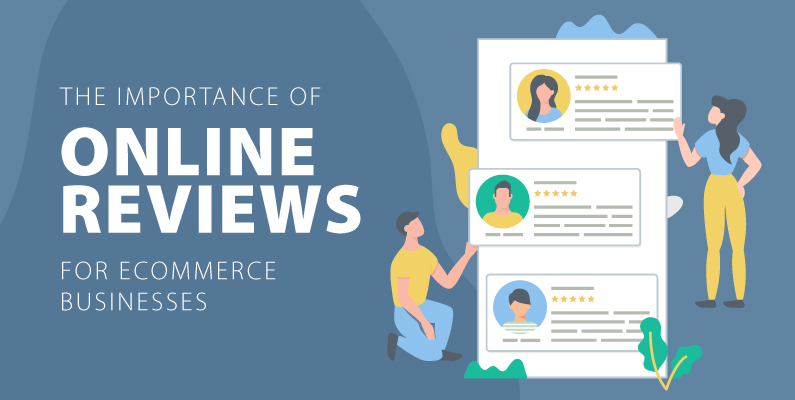 THE IMPORTANCE OF
ONLINE
REVIEWS
FOR ECOMMERCE
BUSINESSES